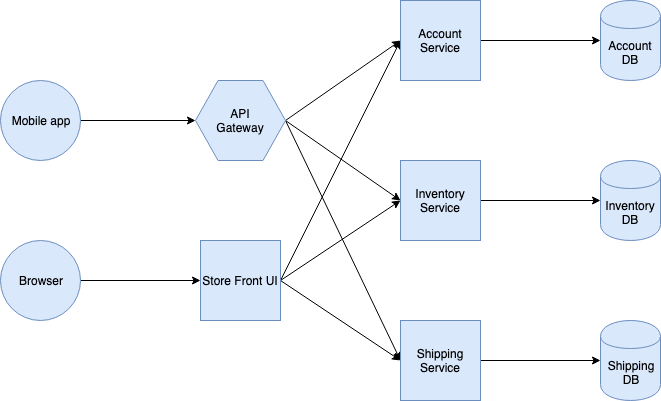 Account
Service
Account
DB
Mobile app
API
Gateway
Inventory
Service
Inventory
DB
Browser
Store Front UI
Shipping
Service
Shipping
DB